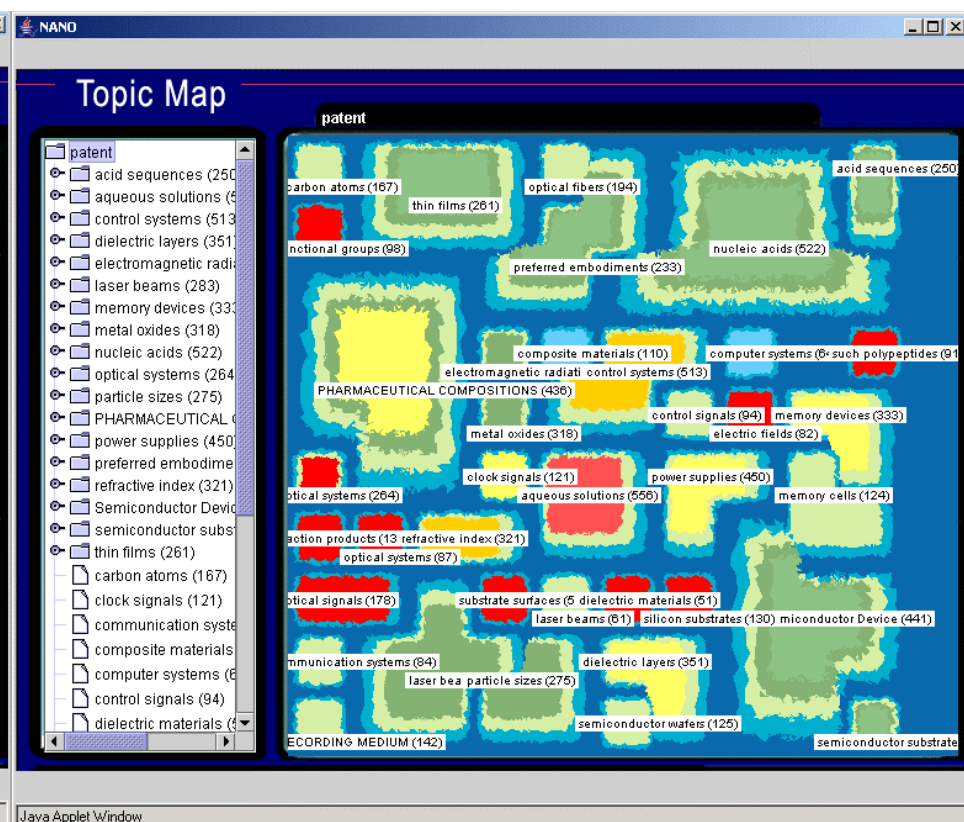 NANO
Topic Map
patent
patent
acid sequences (250
aqueous solutions (5
control systems (513
dielectric layers (351)
electromagnetic radi
laser beams (283)
memory devices (33
metal oxides (318)
nucleic acids (522)
optical systems (264
particle sizes (275)
PHARMACEUTICAL
power supplies (450)
preferred embodime
refractive index (321)
Semiconductor Devic
semiconductor subs
thin films (261)
carbon atoms (167)
clock signals (121)
communication syste
composite materials
computer systems (6
control signals (94)
dielectric materials (5
acid sequences (250)
carbon atoms (167)
optical fibers (194)
thin films (261)
nctional groups (98)
nucleic acids (522)
preferred embodiments (233)
composite materials (110)
computer systems (6
such polypeptides (91
electromagnetic radiati
control systems (513)
PHARMACEUTICAL COMPOSITIONS (436)
control signals (94)
memory devices (333)
metal oxides (318)
electric fields (82)
clock signals (121)
power supplies (450)
ptical systems (264)
aqueous solutions (556)
memory cells (124)
action products (13
refractive index (321)
optical systems (87)
ptical signals (178)
substrate surfaces (5
dielectric materials (51)
laser beams (61)
silicon substrates (130)
miconductor Device (441)
mmunication systems (84)
dielectric layers (351)
laser bea
particle sizes (275)
semiconductor wafers (125)
ECORDING MEDIUM (142)
semiconductor substrate
Java Applet Window